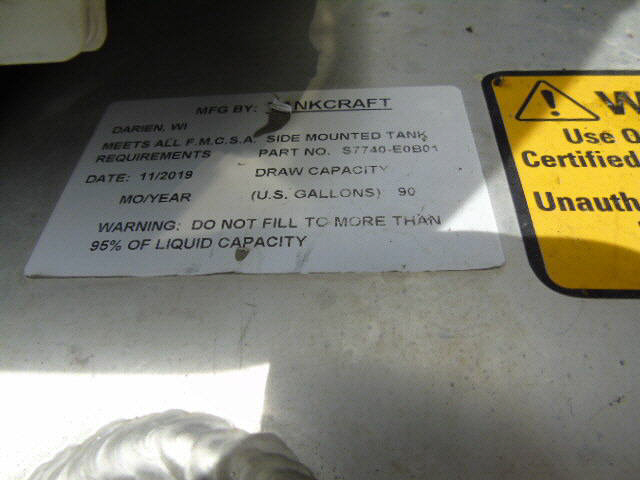 MFG BY: TANKCRAFT
DARIEN, WI
MEETS ALL F.M.C.S.A. SIDE MOUNTED TANK
REQUIREMENTS PART NO. S7740-E0B01
DATE: 11/2019 DRAW CAPACITY
MO/YEAR (U.S. GALLONS) 90
WARNING: DO NOT FILL TO MORE THAN
95% OF LIQUID CAPACITY
Use
Certified
Unauth